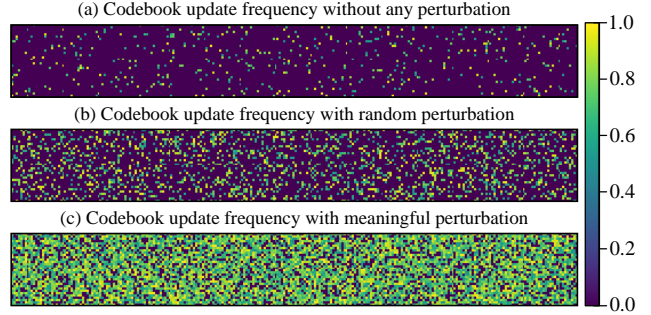 (a) Codebook update frequency without any perturbation
(b) Codebook update frequency with random perturbation
(c) Codebook update frequency with meaningful perturbation
1.0
0.8
0.6
0.4
0.2
0.0